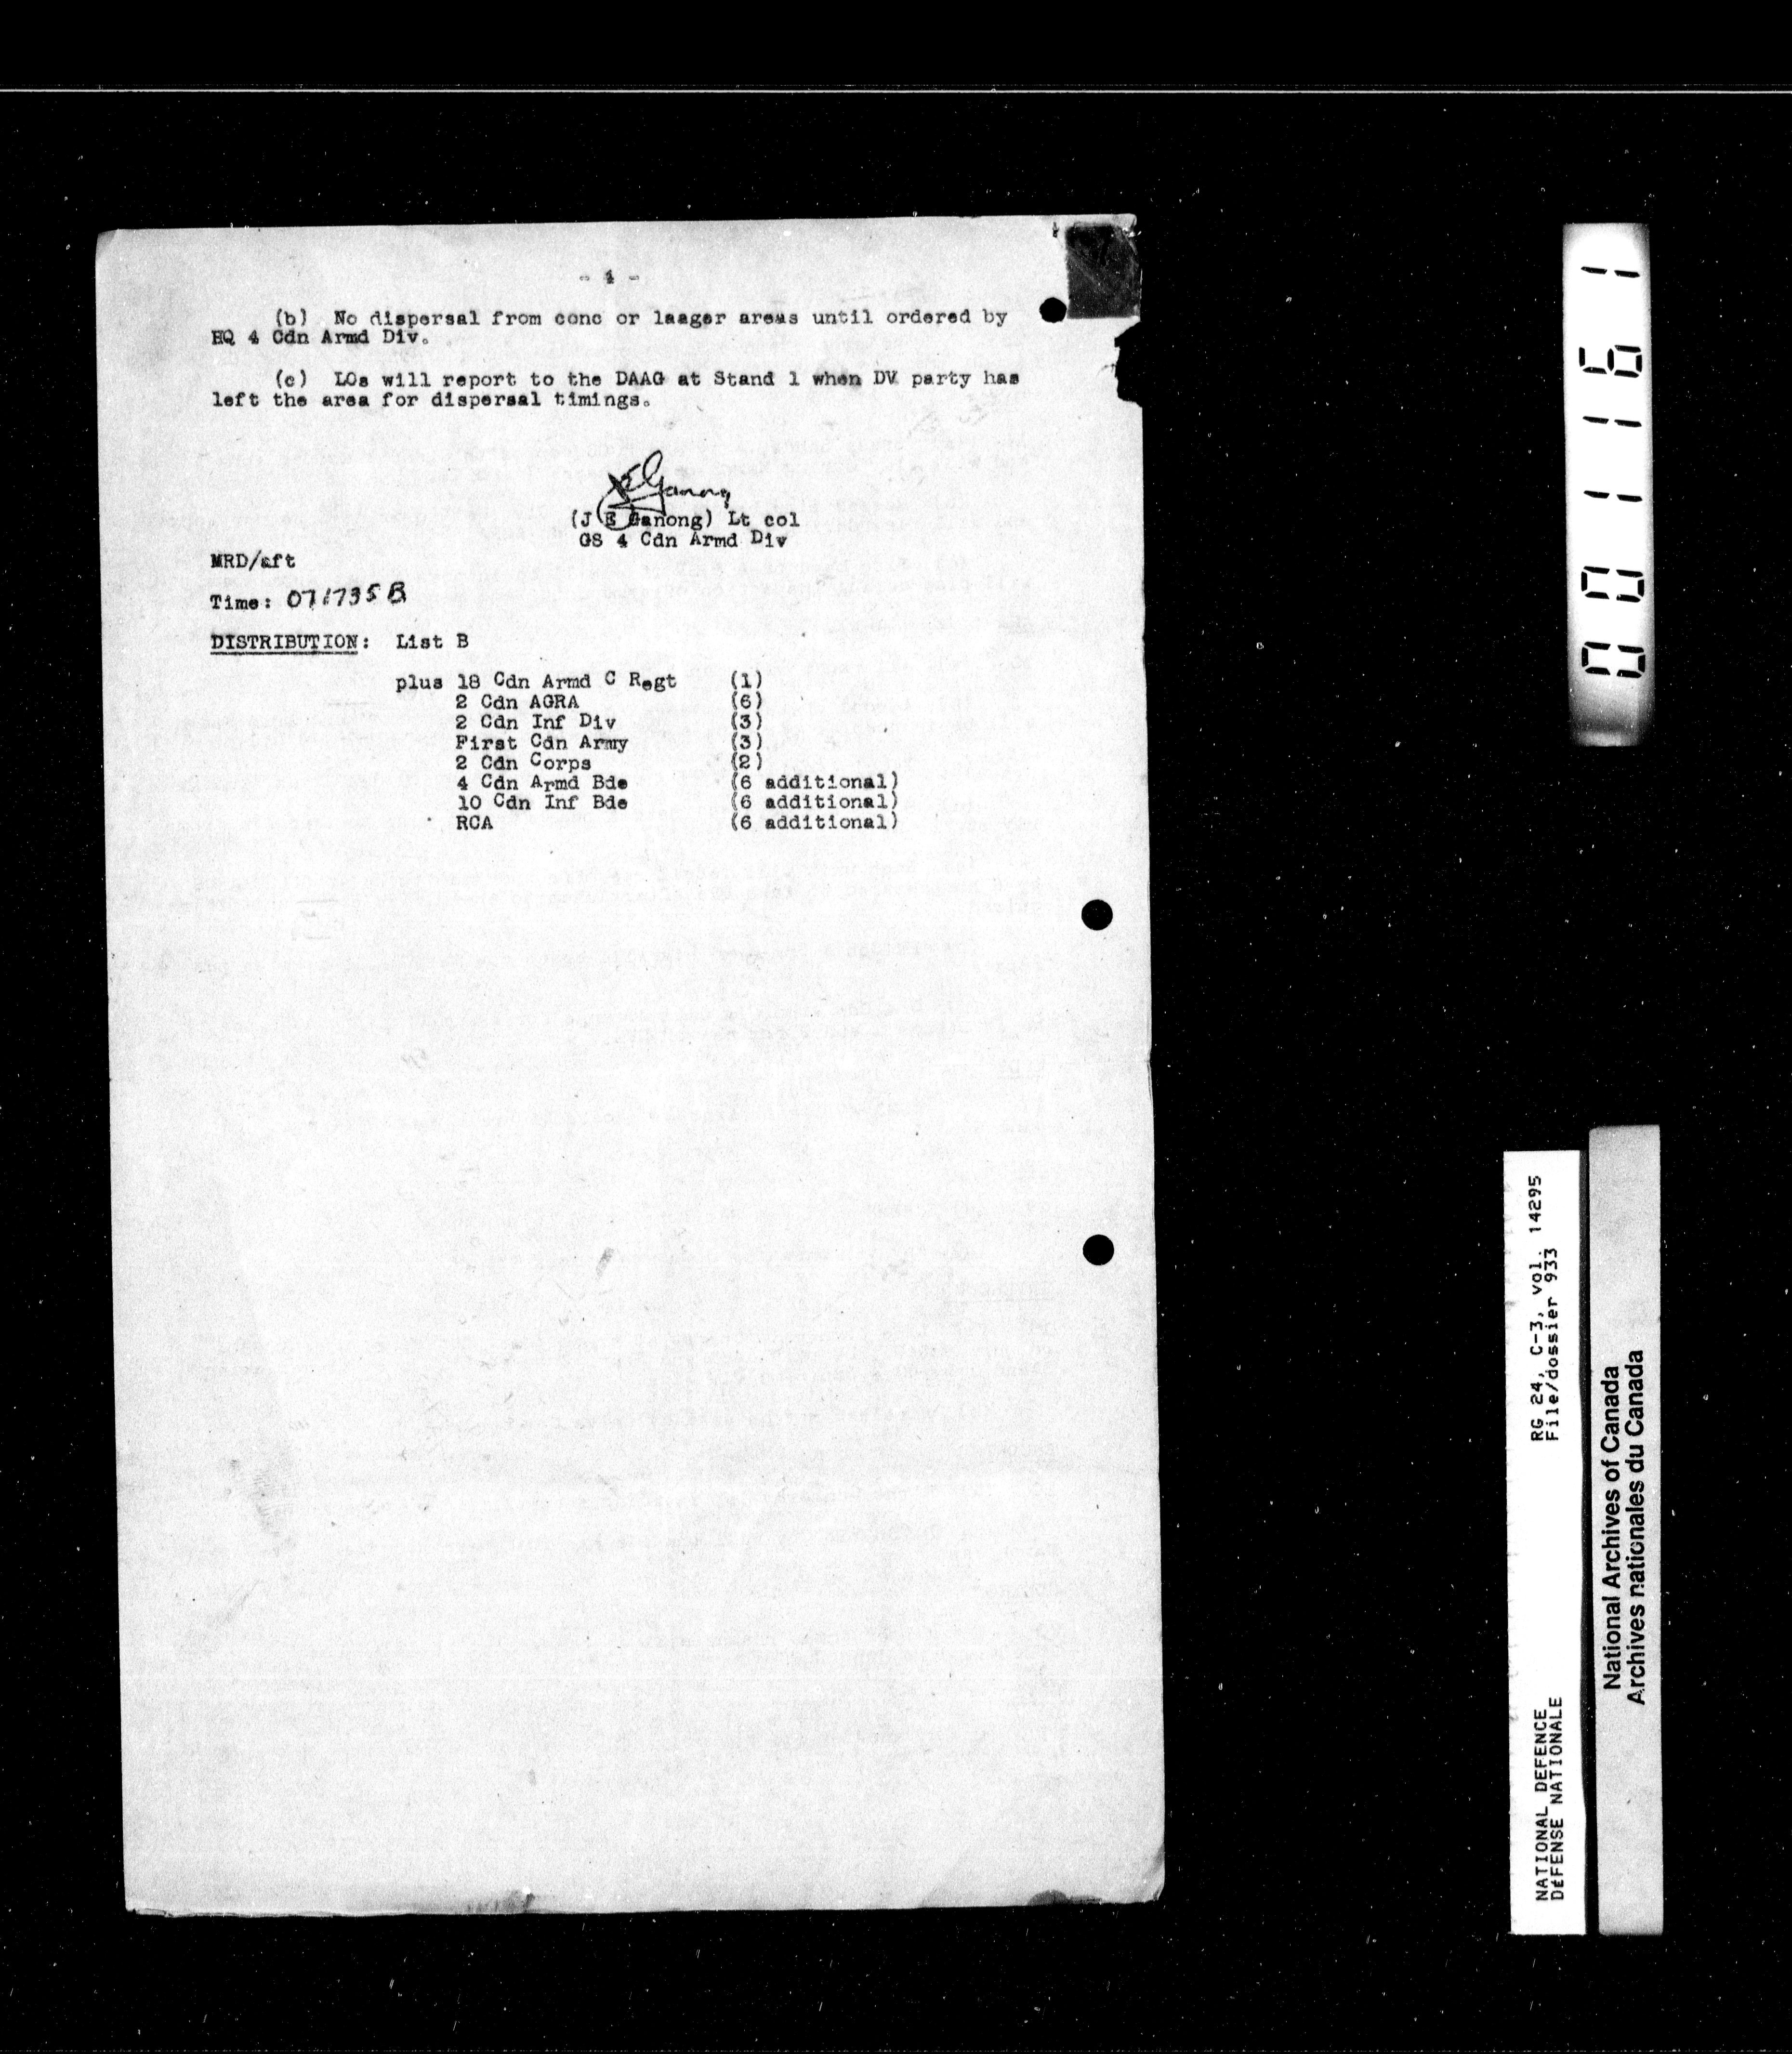 - 4 -
(b) No dispersal from conc or laager areas until ordered by
HQ 4 Cdn Armd Div.
(c) LOs will report to the DAAG at Stand 1 when DV party has
left the area for dispersal timings.
JEGanong
(J E Ganong) Lt col
GS 4 Cdn Armd Div
MRD/aft
Time: 071735B
DISTRIBUTION: List B
plus 18 Cdn Armd C Regt (1)
2 Cdn AGRA (6)
2 Cdn Inf Div (3)
First Cdn Army (3)
2 Cdn Corps (2)
4 Cdn Armd Bde (6 additional)
10 Cdn Inf Bde (6 additional)
RCA (6 additional)
001161
RG 24, C-3, vol. 14295
File/dossier 933
NATIONAL DEFENCE
DÉFENSE NATIONALE
National Archives of Canada
Archives nationales du Canada